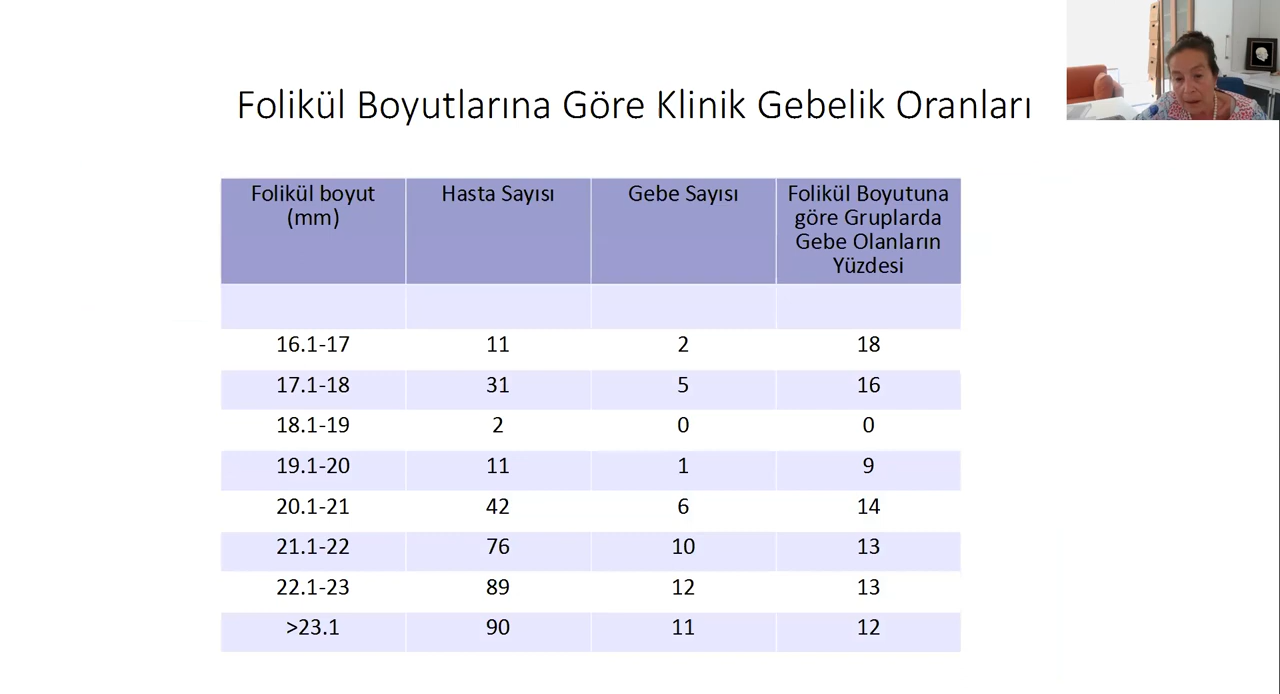 Folikül Boyutlarına Göre Klinik Gebelik Oranları
Folikül boyut (mm) Hasta Sayısı Gebe Sayısı Folikül Boyutuna göre Gruplarda Gebe Olanların Yüzdesi
16.1-17 11 2 18
17.1-18 31 5 16
18.1-19 2 0 0
19.1-20 11 1 9
20.1-21 42 6 14
21.1-22 76 10 13
22.1-23 89 12 13
>23.1 90 11 12